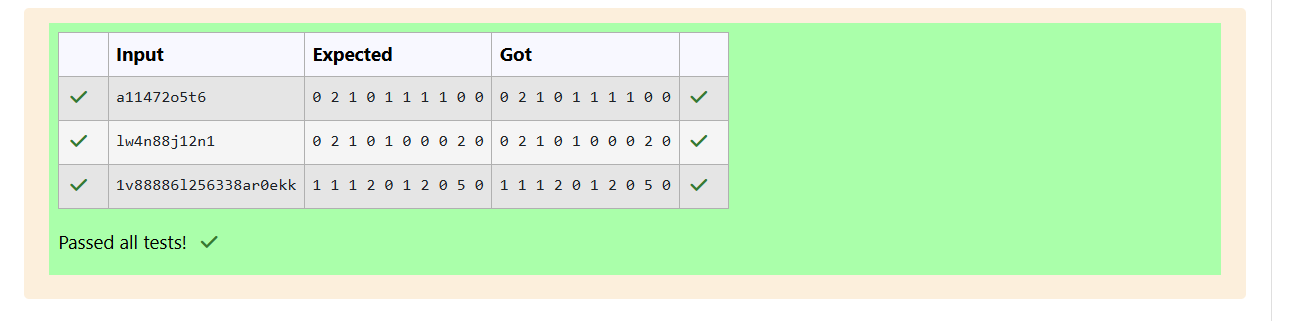 Input Expected Got
a11472o5t6 0 2 1 0 1 1 1 1 0 0 0 2 1 0 1 1 1 1 0 0
lw4n88j12n1 0 2 1 0 1 0 0 0 2 0 0 2 1 0 1 0 0 0 2 0
1v88886l256338ar0ekk 1 1 1 2 0 1 2 0 5 0 1 1 1 2 0 1 2 0 5 0
Passed all tests!